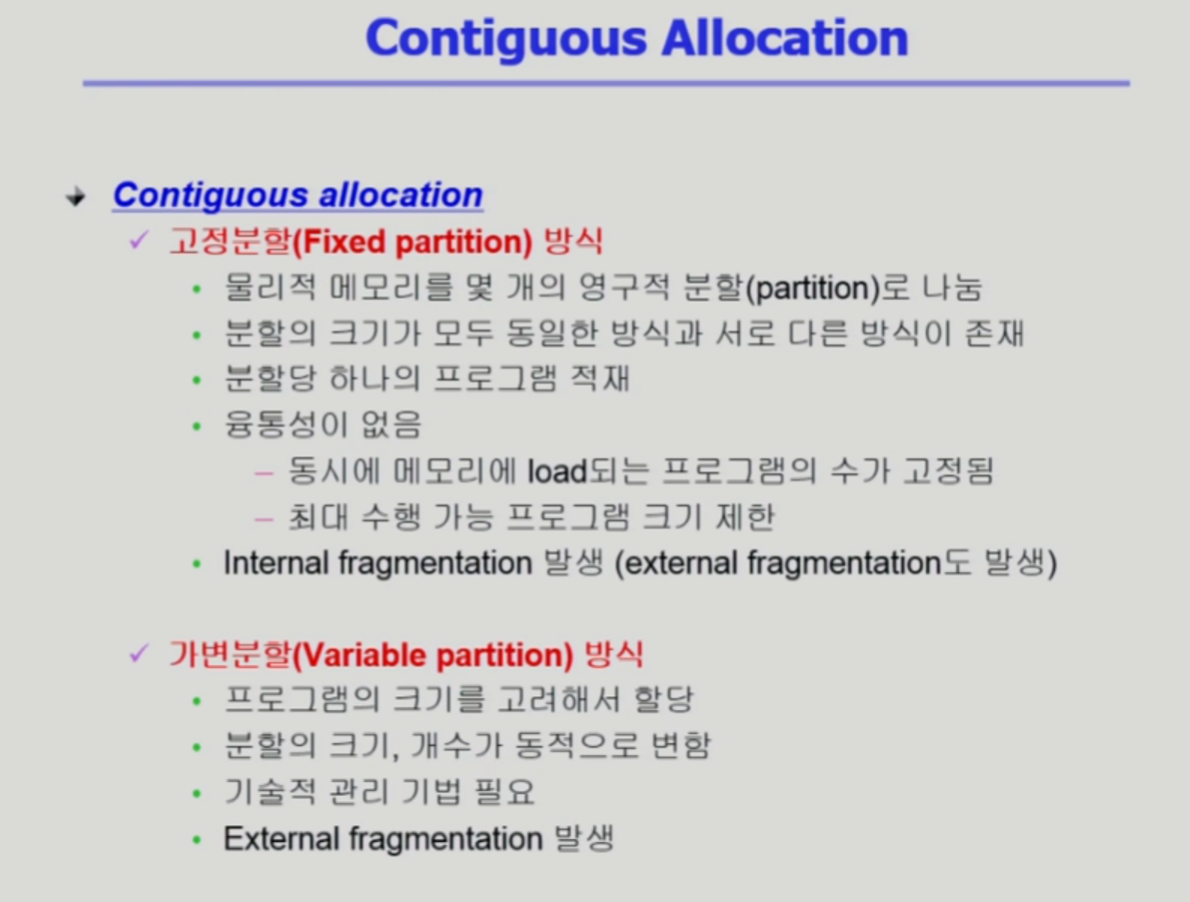 Contiguous Allocation
Contiguous allocation
고정분할(Fixed partition) 방식
물리적 메모리를 몇 개의 영구적 분할(partition)로 나눔
분할의 크기가 모두 동일한 방식과 서로 다른 방식이 존재
분할당 하나의 프로그램 적재
융통성이 없음
– 동시에 메모리에 load되는 프로그램의 수가 고정됨
– 최대 수행 가능 프로그램 크기 제한
Internal fragmentation 발생 (external fragmentation도 발생)
가변분할(Variable partition) 방식
프로그램의 크기를 고려해서 할당
분할의 크기, 개수가 동적으로 변함
기술적 관리 기법 필요
External fragmentation 발생